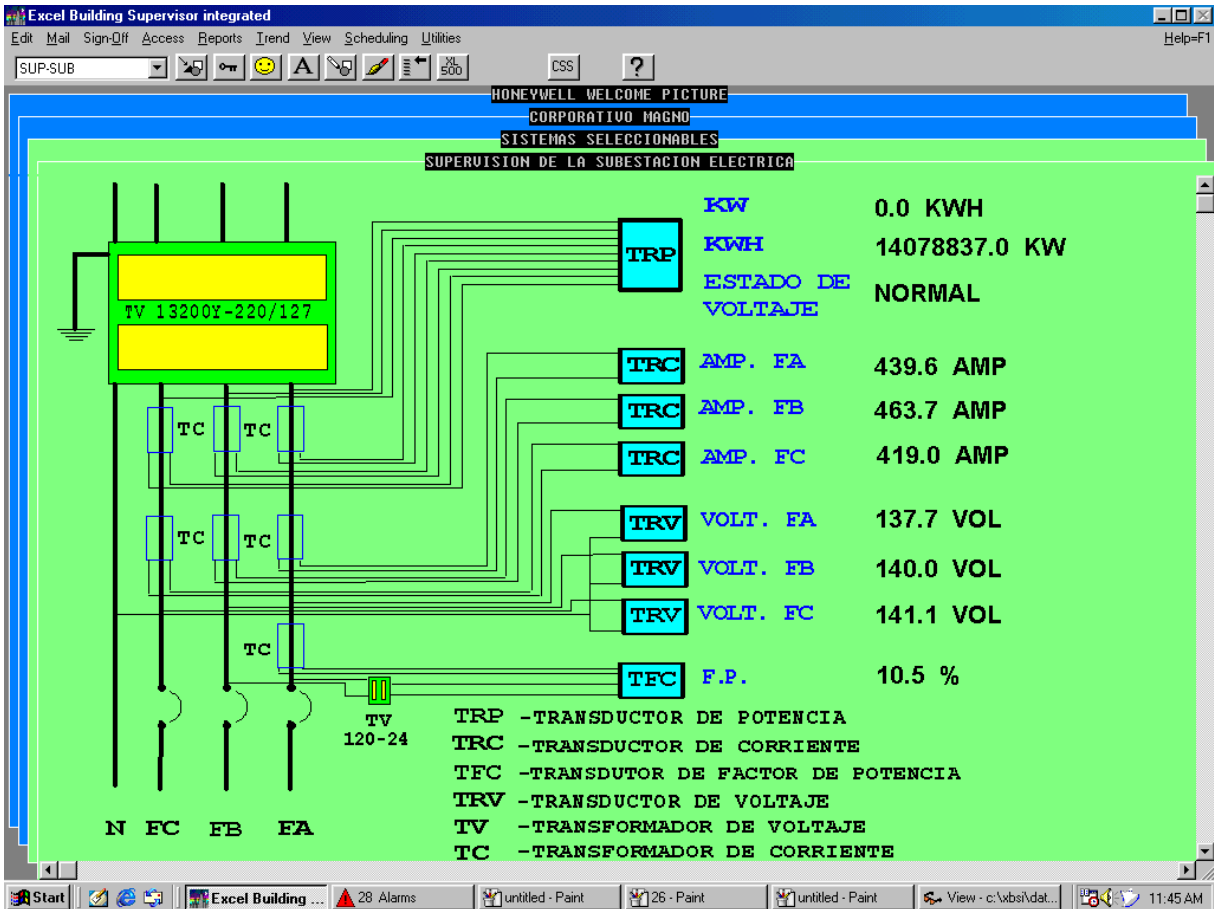 Excel Building Supervisor integrated
Edit Mail Sign-Off Access Reports Trend View Scheduling Utilities Help=F1
SUP-SUB A XL 500 CSS ?
HONEYWELL WELCOME PICTURE
CORPORATIVO MAGNO
SISTEMAS SELECCIONABLES
SUPERVISION DE LA SUBESTACION ELECTRICA
KW 0.0 KWH
TRP KWH 14078837.0 KW
ESTADO DE VOLTAJE NORMAL
TV 13200Y-220/127
TRC AMP. FA 439.6 AMP
TRC AMP. FB 463.7 AMP
TC TC
TRC AMP. FC 419.0 AMP
TRV VOLT. FA 137.7 VOL
TC TC
TRV VOLT. FB 140.0 VOL
TRV VOLT. FC 141.1 VOL
TC
TFC F.P. 10.5 %
TV
120-24
TRP -TRANSDUCTOR DE POTENCIA
TRC -TRANSDUCTOR DE CORRIENTE
TFC -TRANSDUTOR DE FACTOR DE POTENCIA
TRV -TRANSDUCTOR DE VOLTAJE
TV -TRANSFORMADOR DE VOLTAJE
TC -TRANSFORMADOR DE CORRIENTE
N FC FB FA
Start Excel Building ... 28 Alarms untitled - Paint 26 - Paint untitled - Paint View - c:\xbsi\dat... 11:45 AM